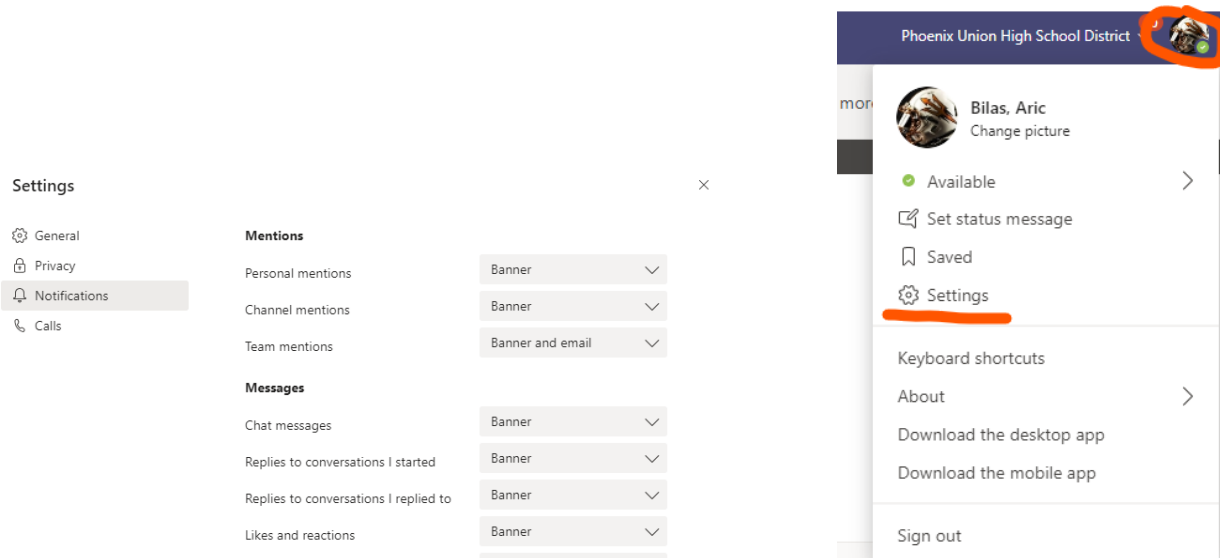 Settings
General
Privacy
Notifications
Calls
Mentions
Personal mentions Banner
Channel mentions Banner
Team mentions Banner and email
Messages
Chat messages Banner
Replies to conversations I started Banner
Replies to conversations I replied to Banner
Likes and reactions Banner
Phoenix Union High School District
more
Bilas, Aric
Change picture
Available
Set status message
Saved
Settings
Keyboard shortcuts
About
Download the desktop app
Download the mobile app
Sign out